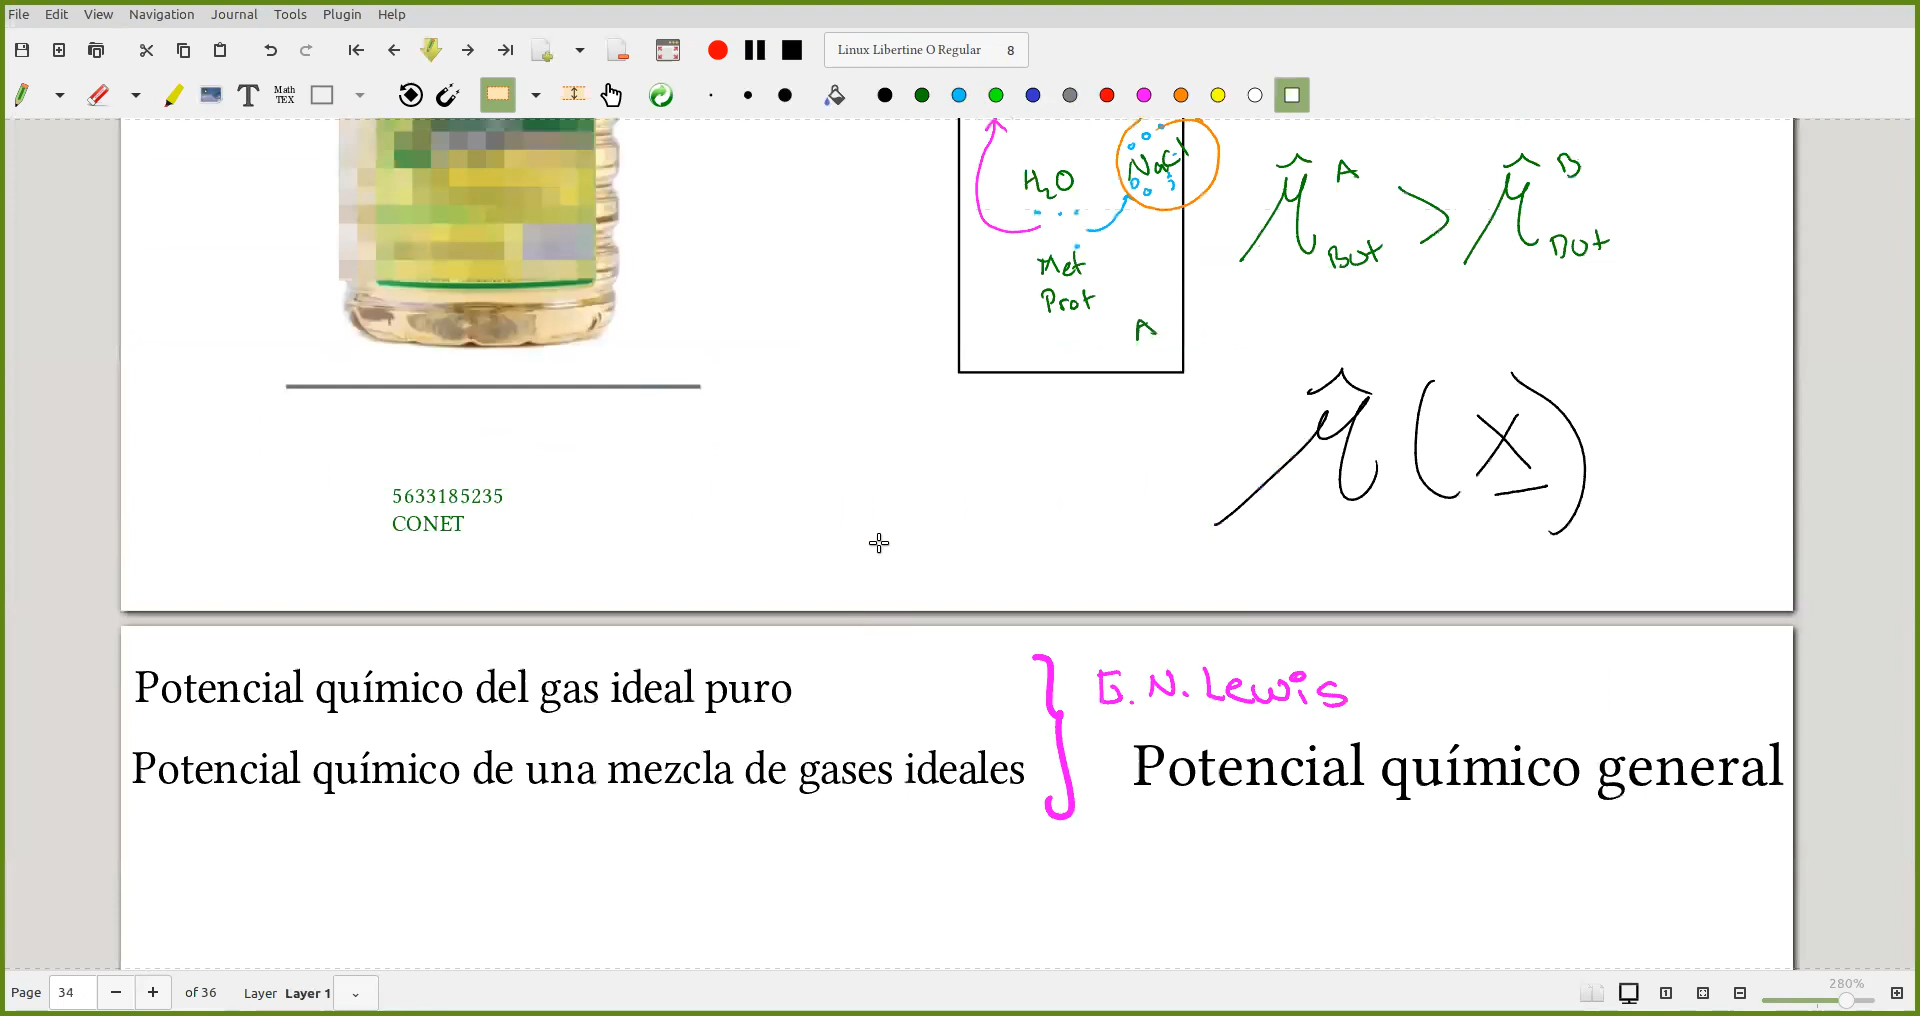 File Edit View Navigation Journal Tools Plugin Help
Linux Libertine O Regular 8
T Math TEX
H₂O
NaCl
Met
Prot
A
μ̂ A But > μ̂ B But
μ̂ (x)
5633185235
CONET
Potencial químico del gas ideal puro
G. N. Lewis
Potencial químico de una mezcla de gases ideales
Potencial químico general
Page 34 of 36 Layer Layer 1
280%